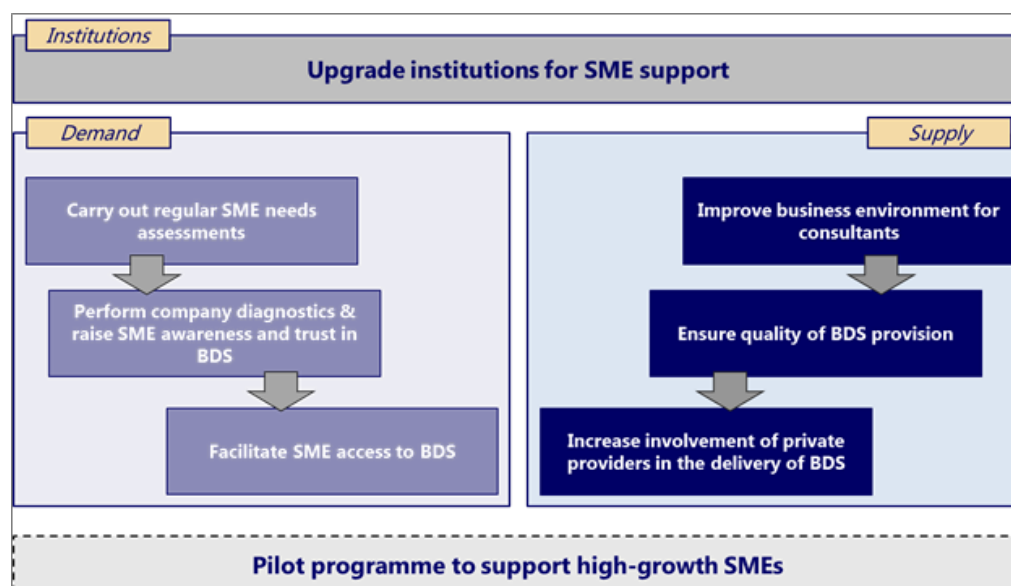 Institutions
Upgrade institutions for SME support
Demand
Carry out regular SME needs
assessments
Perform company diagnostics &
raise SME awareness and trust in
BDS
Facilitate SME access to BDS
Supply
Improve business environment for
consultants
Ensure quality of BDS provision
Increase involvement of private
providers in the delivery of BDS
Pilot programme to support high-growth SMEs